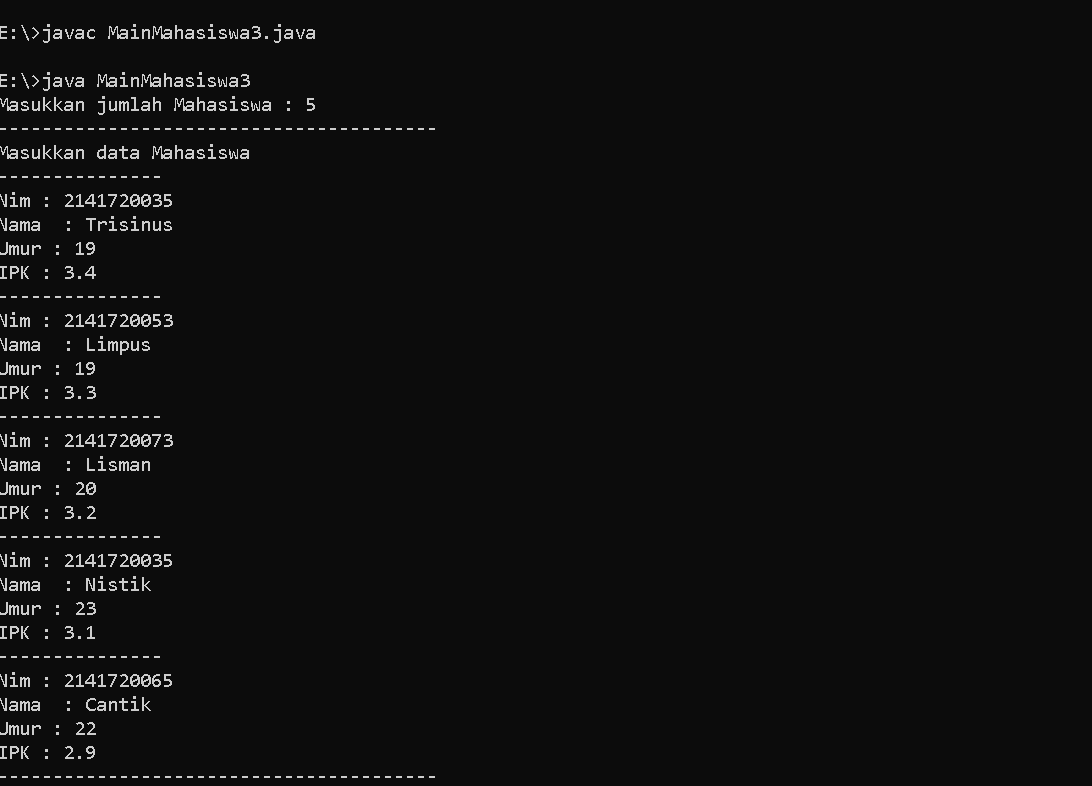 E:\>javac MainMahasiswa3.java
E:\>java MainMahasiswa3
Masukkan jumlah Mahasiswa : 5
----------------------------------------
Masukkan data Mahasiswa
---------------
Nim : 2141720035
Nama  : Trisinus
Umur : 19
IPK : 3.4
---------------
Nim : 2141720053
Nama  : Limpus
Umur : 19
IPK : 3.3
---------------
Nim : 2141720073
Nama  : Lisman
Umur : 20
IPK : 3.2
---------------
Nim : 2141720035
Nama  : Nistik
Umur : 23
IPK : 3.1
---------------
Nim : 2141720065
Nama  : Cantik
Umur : 22
IPK : 2.9
----------------------------------------